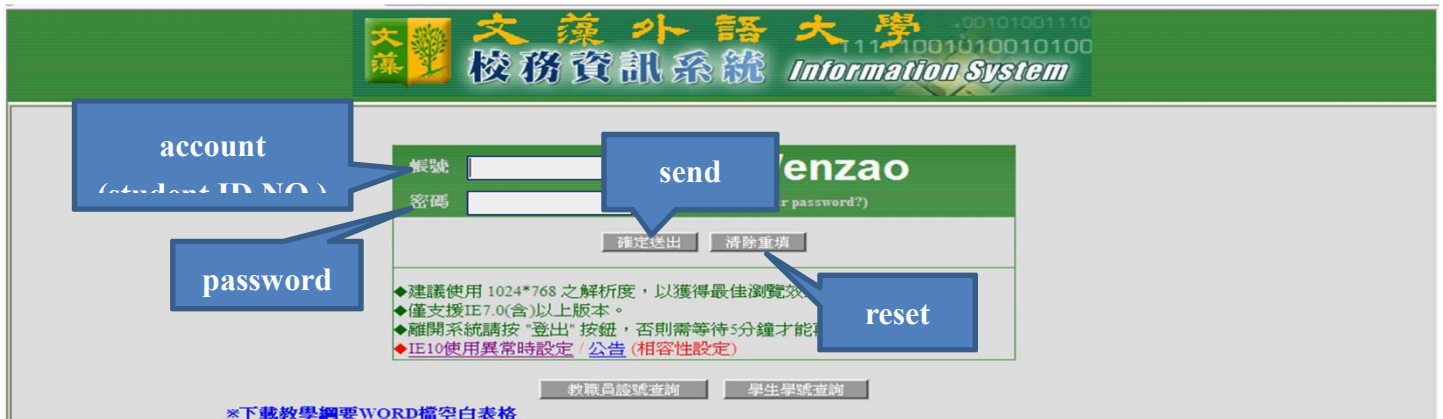 文藻外語大學
文藻
校務資訊系統 Information System
account
(student ID NO.)
帳號
send
enzao
密碼
password?)
確定送出 清除重填
password
◆建議使用 1024*768 之解析度，以獲得最佳瀏覽效
reset
◆僅支援IE7.0(含)以上版本。
◆離開系統請按 "登出" 按鈕，否則需等待5分鐘才能
◆IE10使用異常時設定 / 公告 (相容性設定)
教職員證號查詢 學生學號查詢
※下載教學綱要WORD檔空白表格